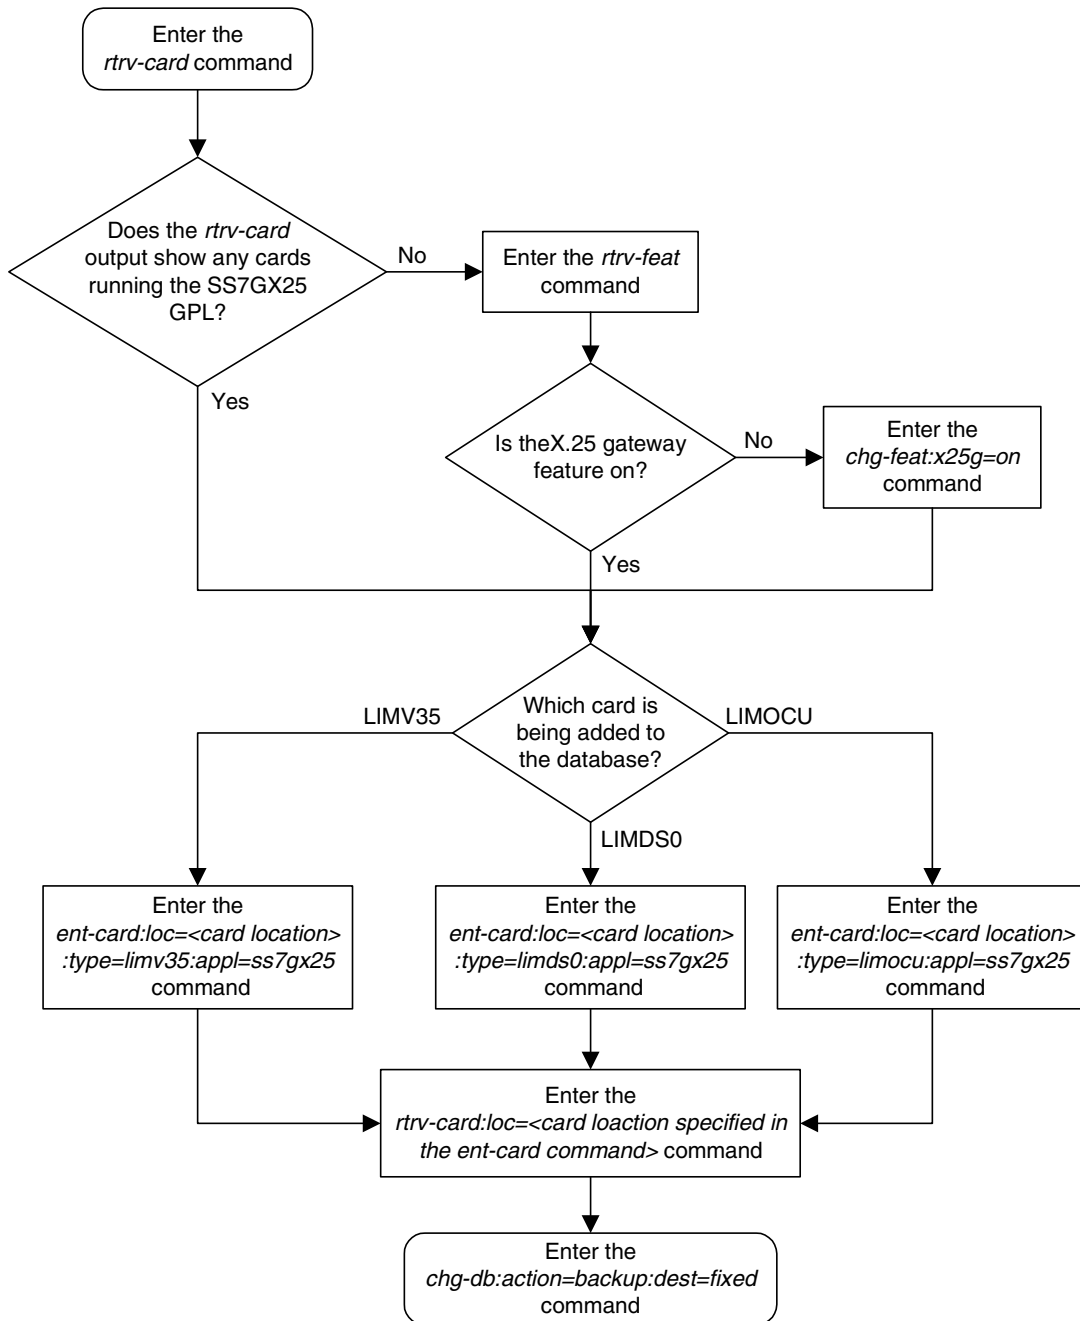 Enter the
rtrv-card command
Does the rtrv-card
output show any cards
running the SS7GX25
GPL?
No
Enter the rtrv-feat
command
Yes
Is theX.25 gateway
feature on?
No
Enter the
chg-feat:x25g=on
command
Yes
Which card is
being added to
the database?
LIMV35
LIMOCU
LIMDS0
Enter the
ent-card:loc=<card location>
:type=limv35:appl=ss7gx25
command
Enter the
ent-card:loc=<card location>
:type=limds0:appl=ss7gx25
command
Enter the
ent-card:loc=<card location>
:type=limocu:appl=ss7gx25
command
Enter the
rtrv-card:loc=<card loaction specified in
the ent-card command> command
Enter the
chg-db:action=backup:dest=fixed
command